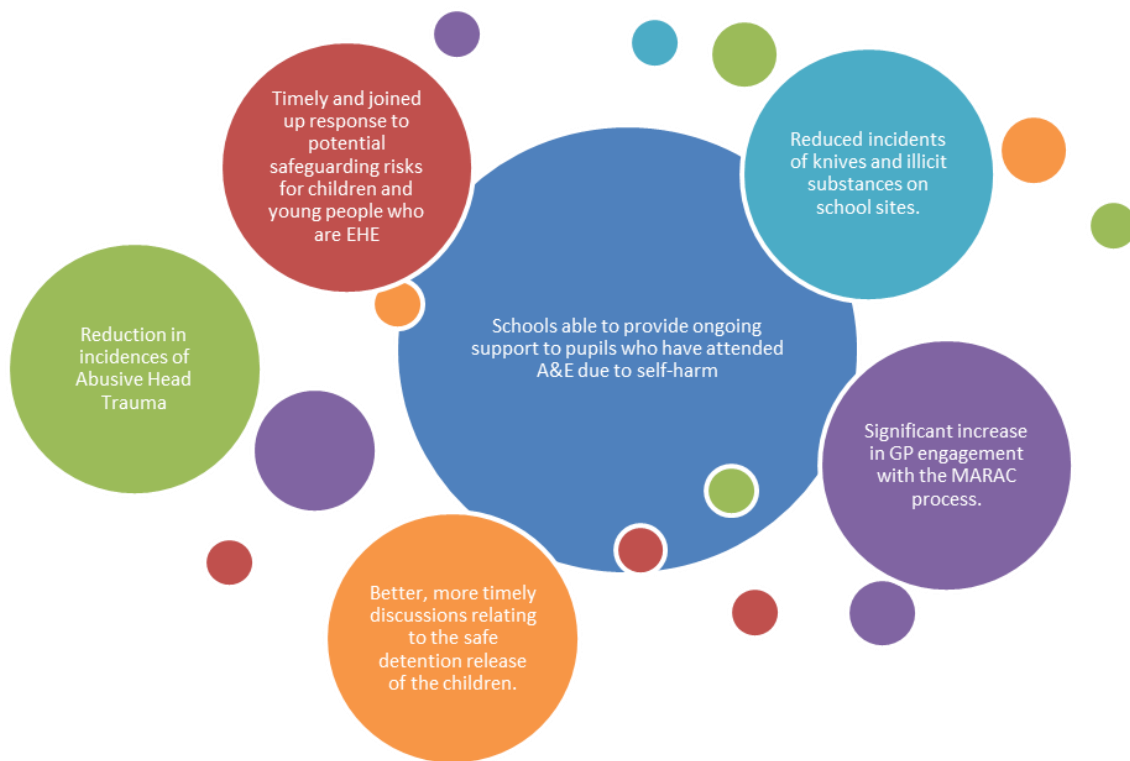 Timely and joined
up response to
potential
safeguarding risks
for children and
young people who
are EHE
Reduced incidents
of knives and illicit
substances on
school sites.
Schools able to provide ongoing
support to pupils who have attended
A&E due to self-harm
Reduction in
incidences of
Abusive Head
Trauma
Significant increase
in GP engagement
with the MARAC
process.
Better, more timely
discussions relating
to the safe
detention release
of the children.